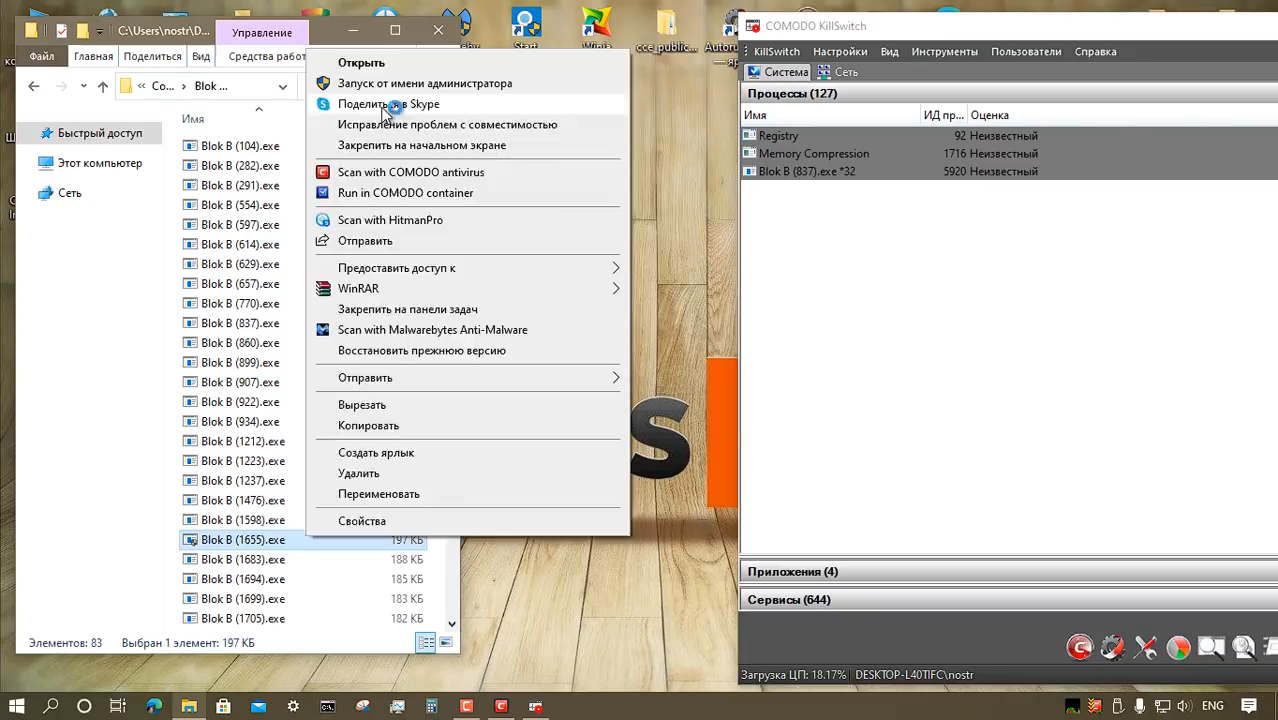 C:\Users\nostr\D...
Управление
Файл Главная Поделиться Вид Средства работ
Co... Blok ...
Быстрый доступ
Этот компьютер
Сеть
Имя
Blok B (104).exe
Blok B (282).exe
Blok B (291).exe
Blok B (554).exe
Blok B (597).exe
Blok B (614).exe
Blok B (629).exe
Blok B (657).exe
Blok B (770).exe
Blok B (837).exe
Blok B (860).exe
Blok B (899).exe
Blok B (907).exe
Blok B (922).exe
Blok B (934).exe
Blok B (1212).exe
Blok B (1223).exe
Blok B (1237).exe
Blok B (1476).exe
Blok B (1598).exe
Blok B (1655).exe 197 КБ
Blok B (1683).exe 188 КБ
Blok B (1694).exe 185 КБ
Blok B (1699).exe 183 КБ
Blok B (1705).exe 182 КБ
Элементов: 83 Выбран 1 элемент: 197 КБ
Открыть
Запуск от имени администратора
в Skype
Исправление проблем с совместимостью
Закрепить на начальном экране
Scan with COMODO antivirus
Run in COMODO container
Scan with HitmanPro
Отправить
Предоставить доступ к
WinRAR
Закрепить на панели задач
Scan with Malwarebytes Anti-Malware
Восстановить прежнюю версию
Отправить
Вырезать
Копировать
Создать ярлык
Удалить
Переименовать
Свойства
Start
cce_public...
COMODO KillSwitch
KillSwitch Настройки Вид Инструменты Пользователи Справка
Система Сеть
Процессы (127)
Имя ИД пр... Оценка
Registry 92 Неизвестный
Memory Compression 1716 Неизвестный
Blok B (837).exe *32 5920 Неизвестный
Приложения (4)
Сервисы (644)
Загрузка ЦП: 18.17% DESKTOP-L40TIFC\nostr
s
ENG